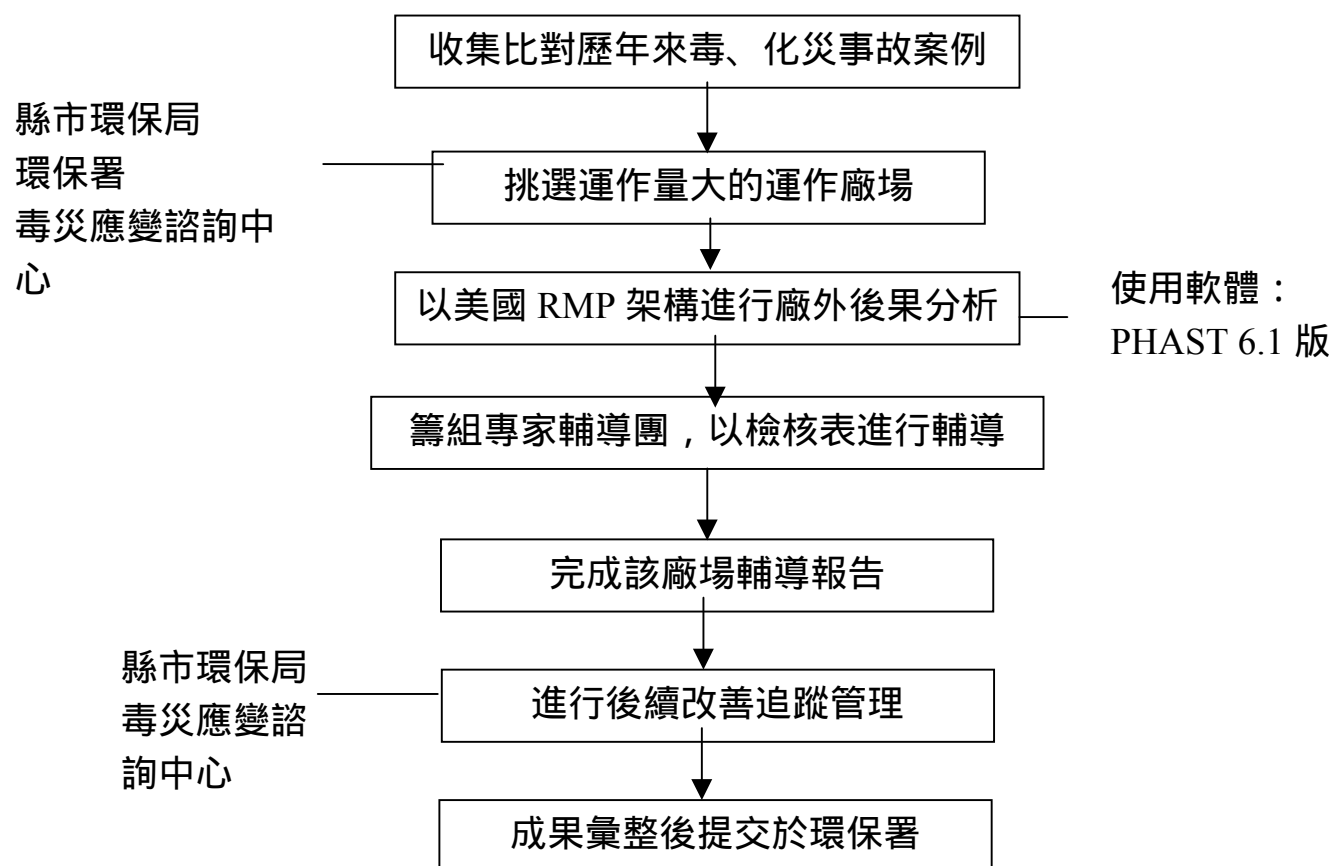 收集比對歷年來毒、化災事故案例
縣市環保局
環保署
毒災應變諮詢中
心
挑選運作量大的運作廠場
以美國 RMP 架構進行廠外後果分析
使用軟體：
PHAST 6.1 版
籌組專家輔導團，以檢核表進行輔導
完成該廠場輔導報告
縣市環保局
毒災應變諮
詢中心
進行後續改善追蹤管理
成果彙整後提交於環保署